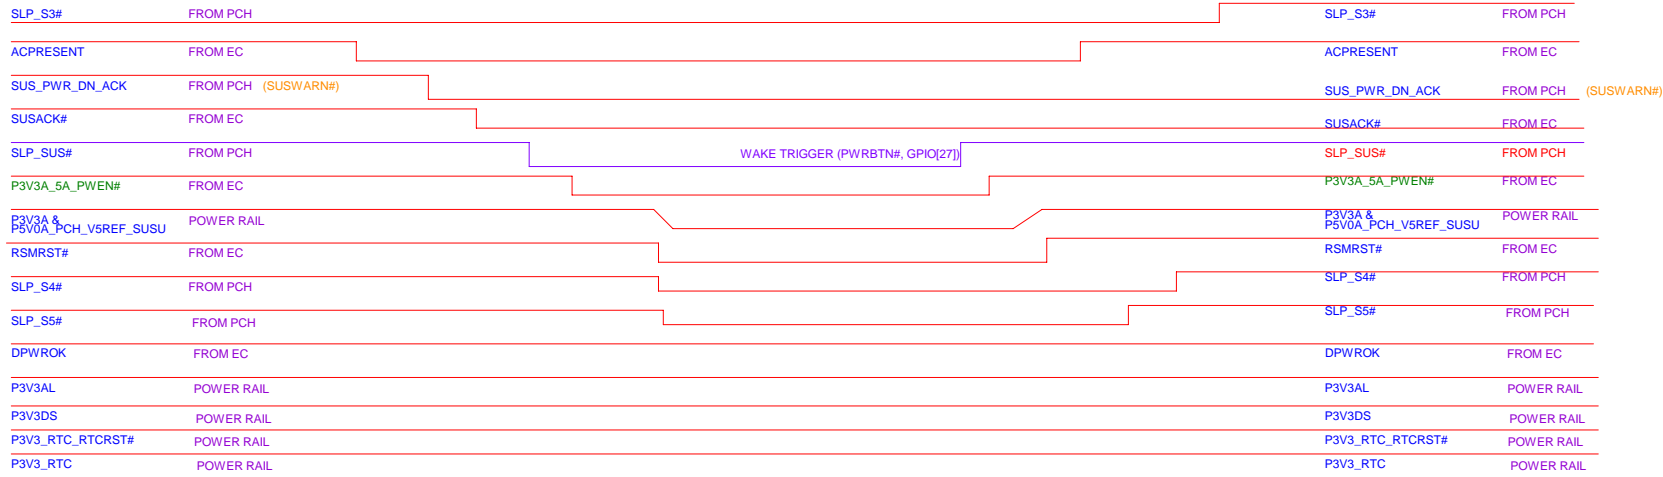 SLP_S3# FROM PCH SLP_S3# FROM PCH
ACPRESENT FROM EC ACPRESENT FROM EC
SUS_PWR_DN_ACK FROM PCH (SUSWARN#) SUS_PWR_DN_ACK FROM PCH (SUSWARN#)
SUSACK# FROM EC SUSACK# FROM EC
SLP_SUS# FROM PCH WAKE TRIGGER (PWRBTN#, GPIO[27]) SLP_SUS# FROM PCH
P3V3A_5A_PWEN# FROM EC P3V3A_5A_PWEN# FROM EC
P3V3A & POWER RAIL P3V3A & POWER RAIL
P5V0A_PCH_V5REF_SUSU P5V0A_PCH_V5REF_SUSU
RSMRST# FROM EC RSMRST# FROM EC
SLP_S4# FROM PCH SLP_S4# FROM PCH
SLP_S5# FROM PCH SLP_S5# FROM PCH
DPWROK FROM EC DPWROK FROM EC
P3V3AL POWER RAIL P3V3AL POWER RAIL
P3V3DS POWER RAIL P3V3DS POWER RAIL
P3V3_RTC_RTCRST# POWER RAIL P3V3_RTC_RTCRST# POWER RAIL
P3V3_RTC POWER RAIL P3V3_RTC POWER RAIL